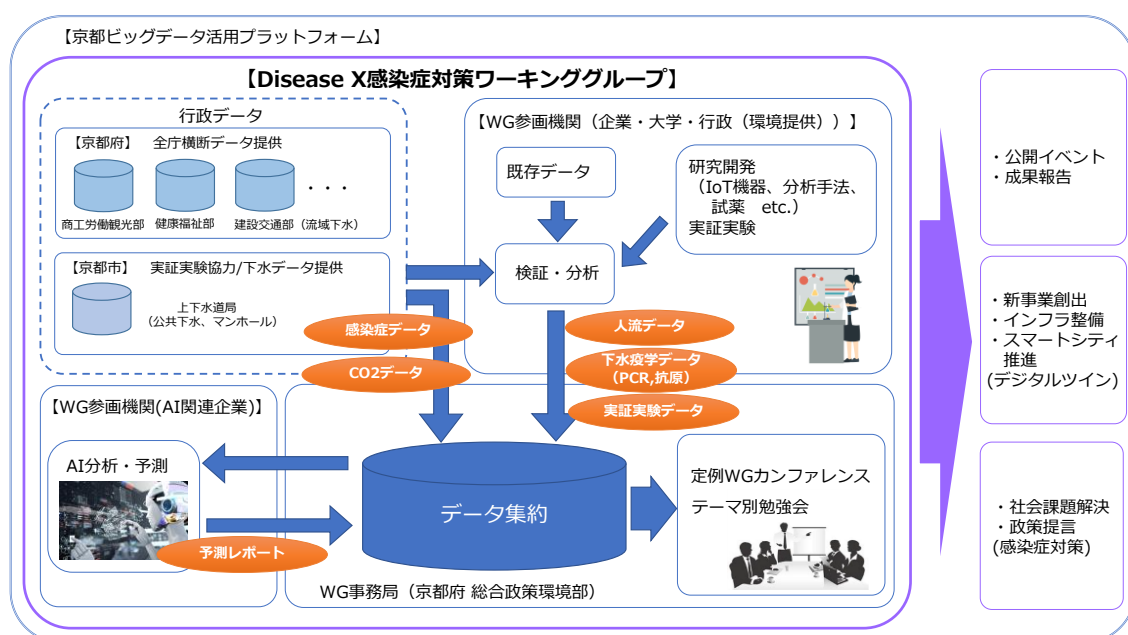 【京都ビッグデータ活用プラットフォーム】
【Disease X感染症対策ワーキンググループ】
行政データ
【京都府】　全庁横断データ提供
・・・
商工労働観光部
健康福祉部
建設交通部（流域下水）
【京都市】　実証実験協力/下水データ提供
上下水道局
（公共下水、マンホール）
感染症データ
CO2データ
【WG参画機関（企業・大学・行政（環境提供））】
既存データ
研究開発
（IoT機器、分析手法、
試薬　etc.）
実証実験
検証・分析
人流データ
下水疫学データ
（PCR,抗原）
実証実験データ
【WG参画機関(AI関連企業)】
AI分析・予測
予測レポート
データ集約
定例WGカンファレンス
テーマ別勉強会
WG事務局（京都府 総合政策環境部）
・公開イベント
・成果報告
・新事業創出
・インフラ整備
・スマートシティ
推進
(デジタルツイン)
・社会課題解決
・政策提言
(感染症対策)